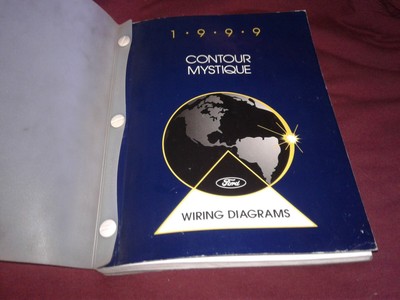 1·9·9·9
CONTOUR
MYSTIQUE
Ford
WIRING DIAGRAMS